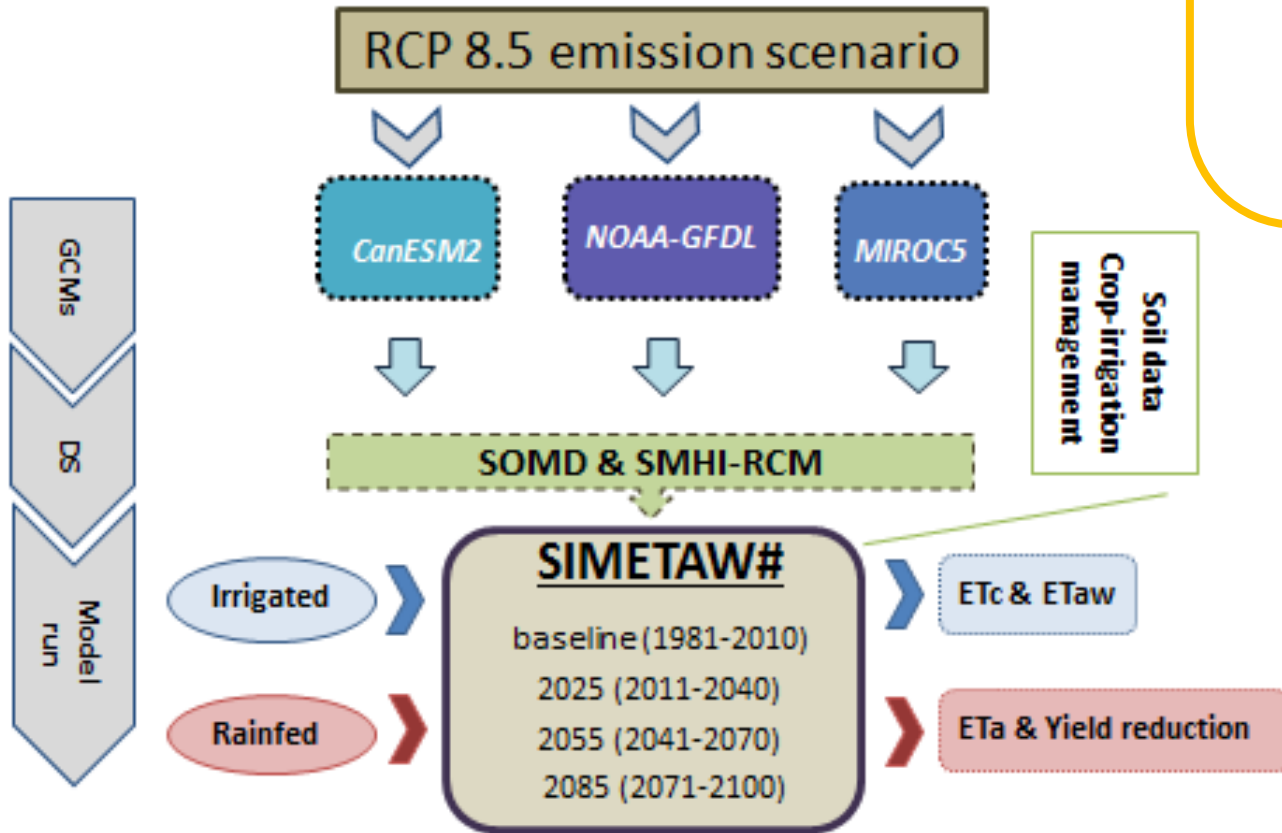 RCP 8.5 emission scenario
CanESM2
NOAA-GFDL
MIROC5
GCMs
DS
Model
run
Soil data
Crop-irrigation
management
SOMD & SMHI-RCM
Irrigated
Rainfed
SIMETAW#
baseline (1981-2010)
2025 (2011-2040)
2055 (2041-2070)
2085 (2071-2100)
ETc & ETaw
ETa & Yield reduction